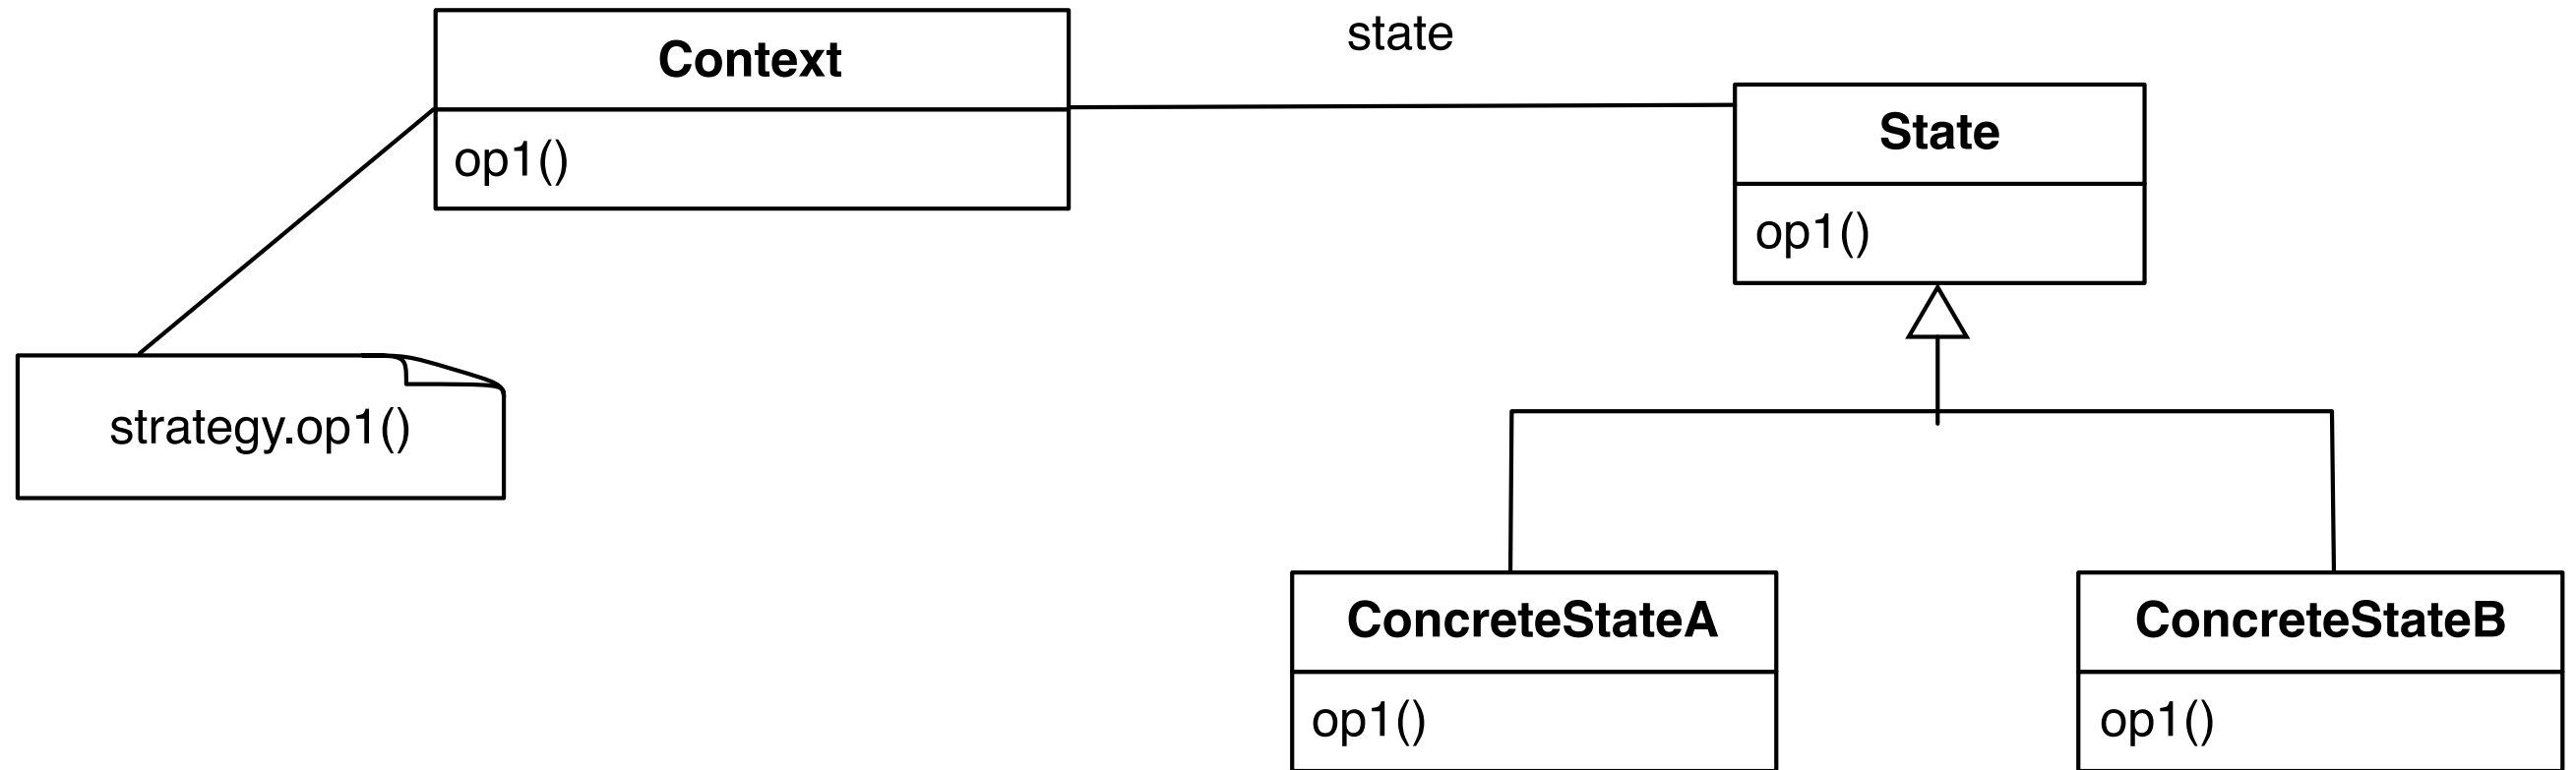 Context
op1()
state
State
op1()
strategy.op1()
ConcreteStateA
op1()
ConcreteStateB
op1()